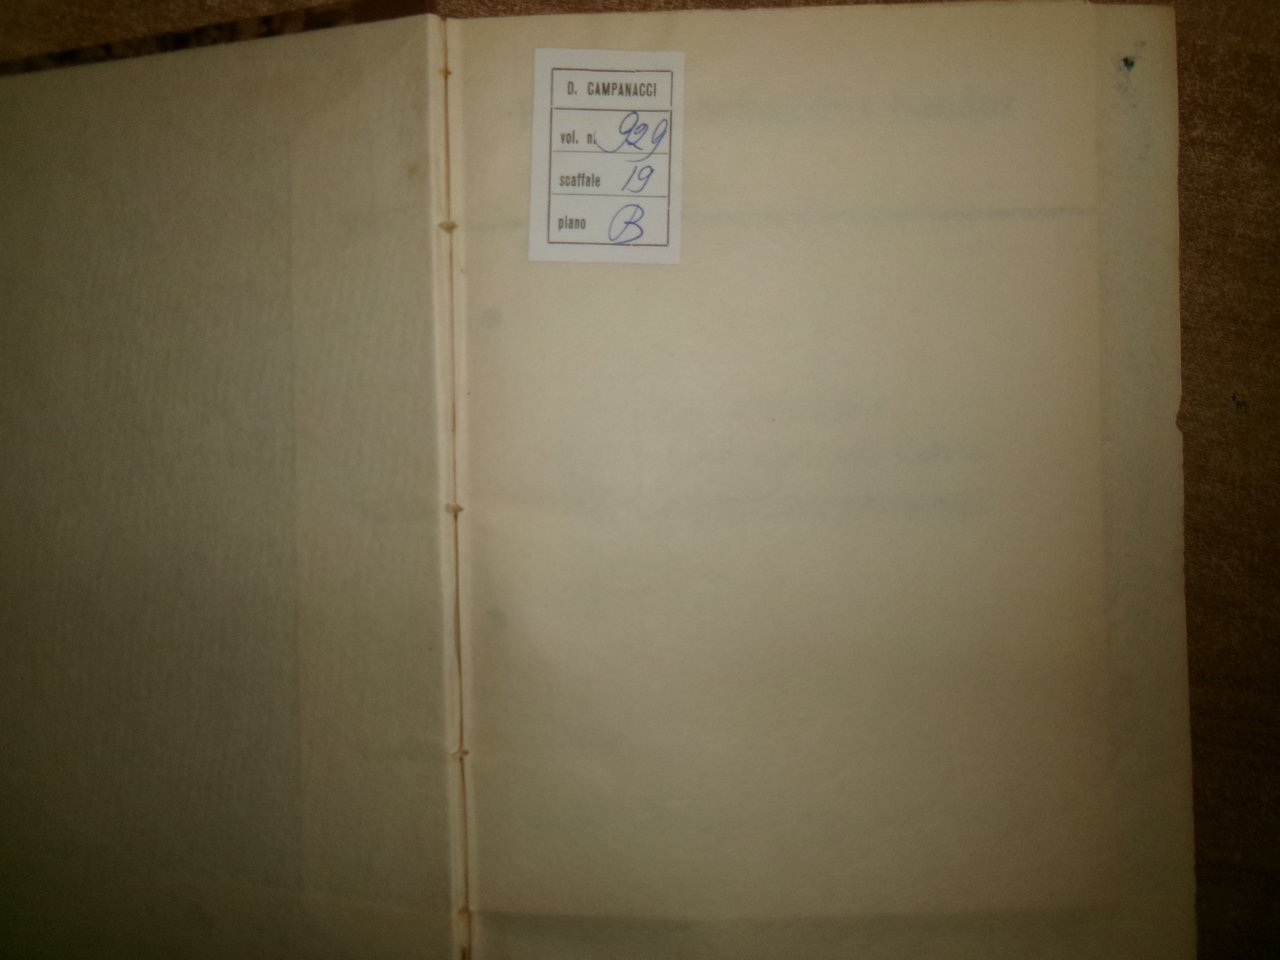 D. CAMPANACCI
vol. n. 929
scaffale 19
piano B